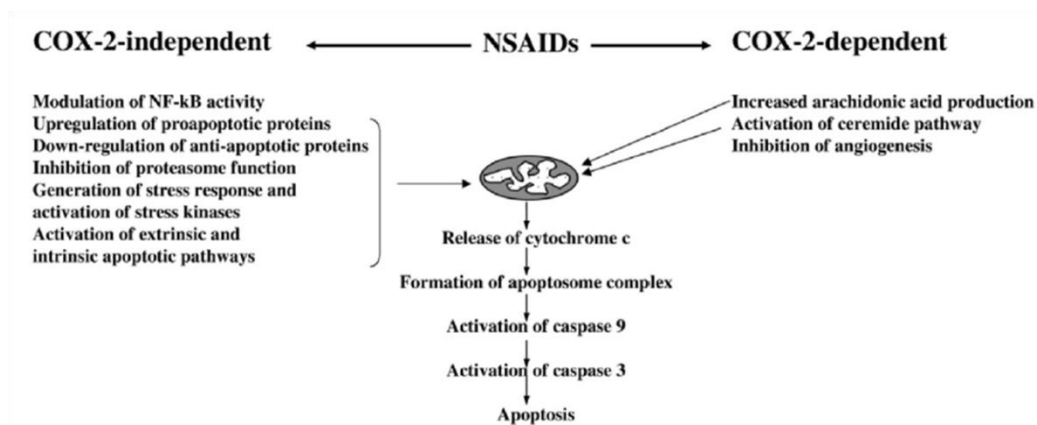 COX-2-independent
NSAIDs
COX-2-dependent
Modulation of NF-kB activity
Upregulation of proapoptotic proteins
Down-regulation of anti-apoptotic proteins
Inhibition of proteasome function
Generation of stress response and
activation of stress kinases
Activation of extrinsic and
intrinsic apoptotic pathways
Increased arachidonic acid production
Activation of ceremide pathway
Inhibition of angiogenesis
Release of cytochrome c
Formation of apoptosome complex
Activation of caspase 9
Activation of caspase 3
Apoptosis